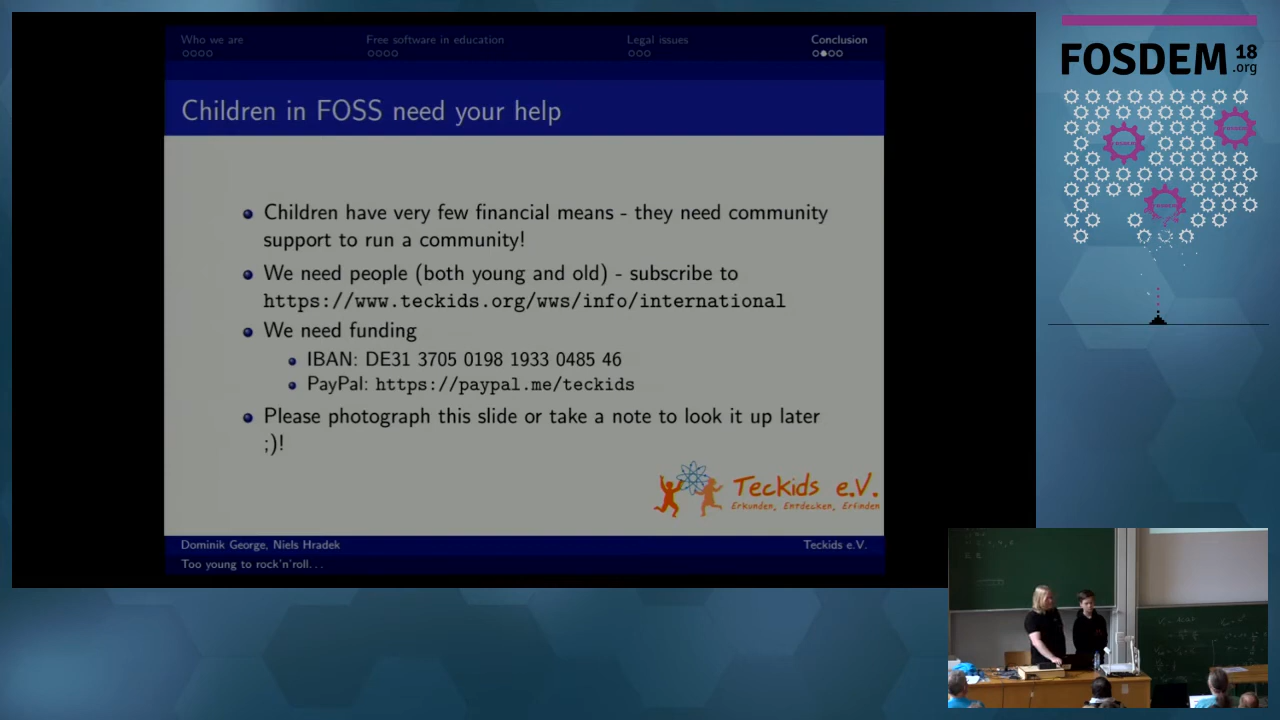 Who we are
Free software in education
Legal issues
Conclusion
FOSDEM 18
.org
Children in FOSS need your help
Children have very few financial means - they need community
support to run a community!
We need people (both young and old) - subscribe to
https://www.teckids.org/wws/info/international
We need funding
IBAN: DE31 3705 0198 1933 0485 46
PayPal: https://paypal.me/teckids
Please photograph this slide or take a note to look it up later
;)!
Teckids e.V.
Erkunden, Entdecken, Erfinden
Dominik George, Niels Hradek
Teckids e.V.
Too young to rock'n'roll...